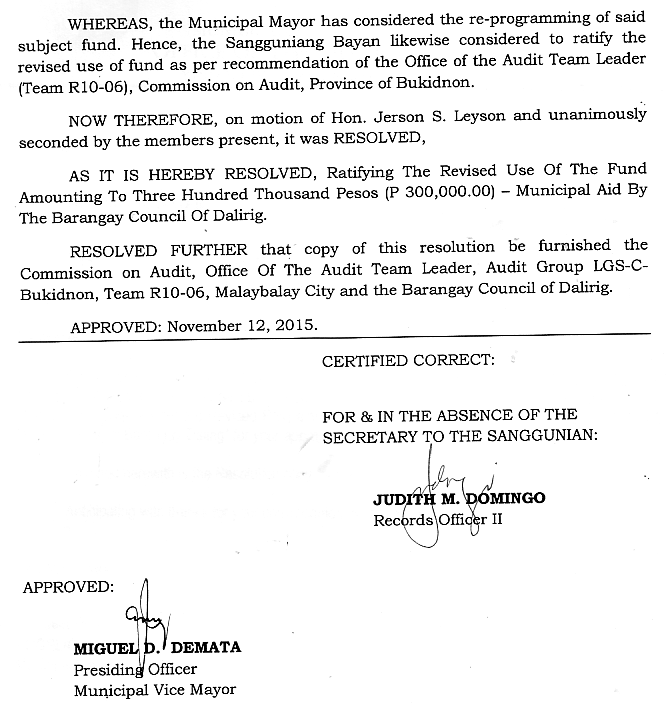 WHEREAS, the Municipal Mayor has considered the re-programming of said
subject fund. Hence, the Sangguniang Bayan likewise considered to ratify the
revised use of fund as per recommendation of the Office of the Audit Team Leader
(Team R10-06), Commission on Audit, Province of Bukidnon.
NOW THEREFORE, on motion of Hon. Jerson S. Leyson and unanimously
seconded by the members present, it was RESOLVED,
AS IT IS HEREBY RESOLVED, Ratifying The Revised Use Of The Fund
Amounting To Three Hundred Thousand Pesos (P 300,000.00) – Municipal Aid By
The Barangay Council Of Dalirig.
RESOLVED FURTHER that copy of this resolution be furnished the
Commission on Audit, Office Of The Audit Team Leader, Audit Group LGS-C-
Bukidnon, Team R10-06, Malaybalay City and the Barangay Council of Dalirig.
APPROVED: November 12, 2015.
CERTIFIED CORRECT:
FOR & IN THE ABSENCE OF THE
SECRETARY TO THE SANGGUNIAN:
JUDITH M. DOMINGO
Records Officer II
APPROVED:
MIGUEL D. DEMATA
Presiding Officer
Municipal Vice Mayor